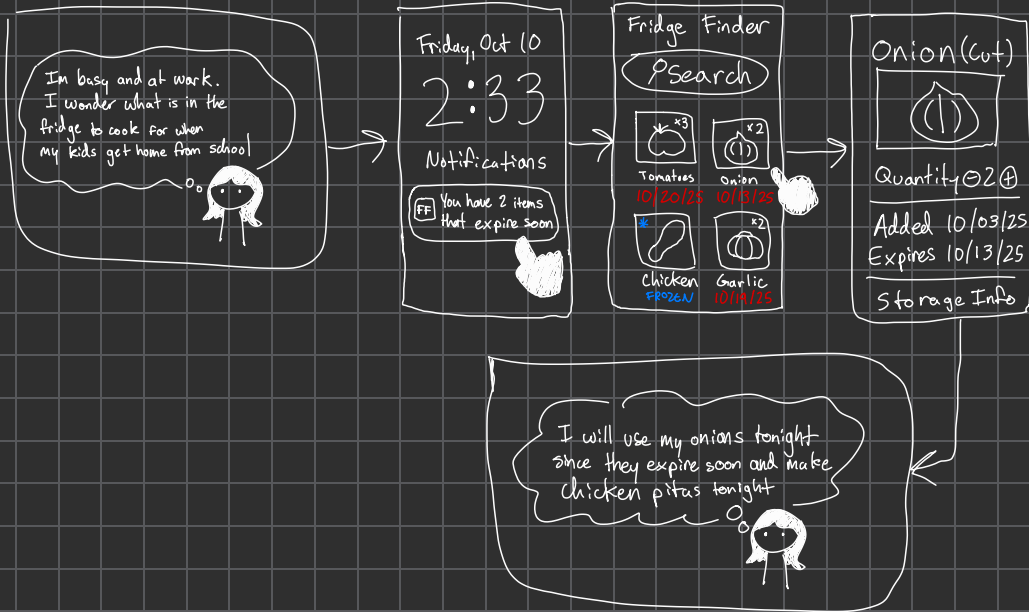 Im busy and at work.
I wonder what is in the
fridge to cook for when
my kids get home from school
Friday, Oct 10
2:33
Notifications
FF
You have 2 items
that expire soon
Fridge Finder
Search
x3
x2
Tomatoes
Onion
10/20/25
10/13/25
x2
Chicken
Garlic
FROZEN
10/14/25
Onion (Cut)
Quantity - 2 +
Added 10/03/25
Expires 10/13/25
Storage Info
I will use my onions tonight
since they expire soon and make
chicken pitas tonight